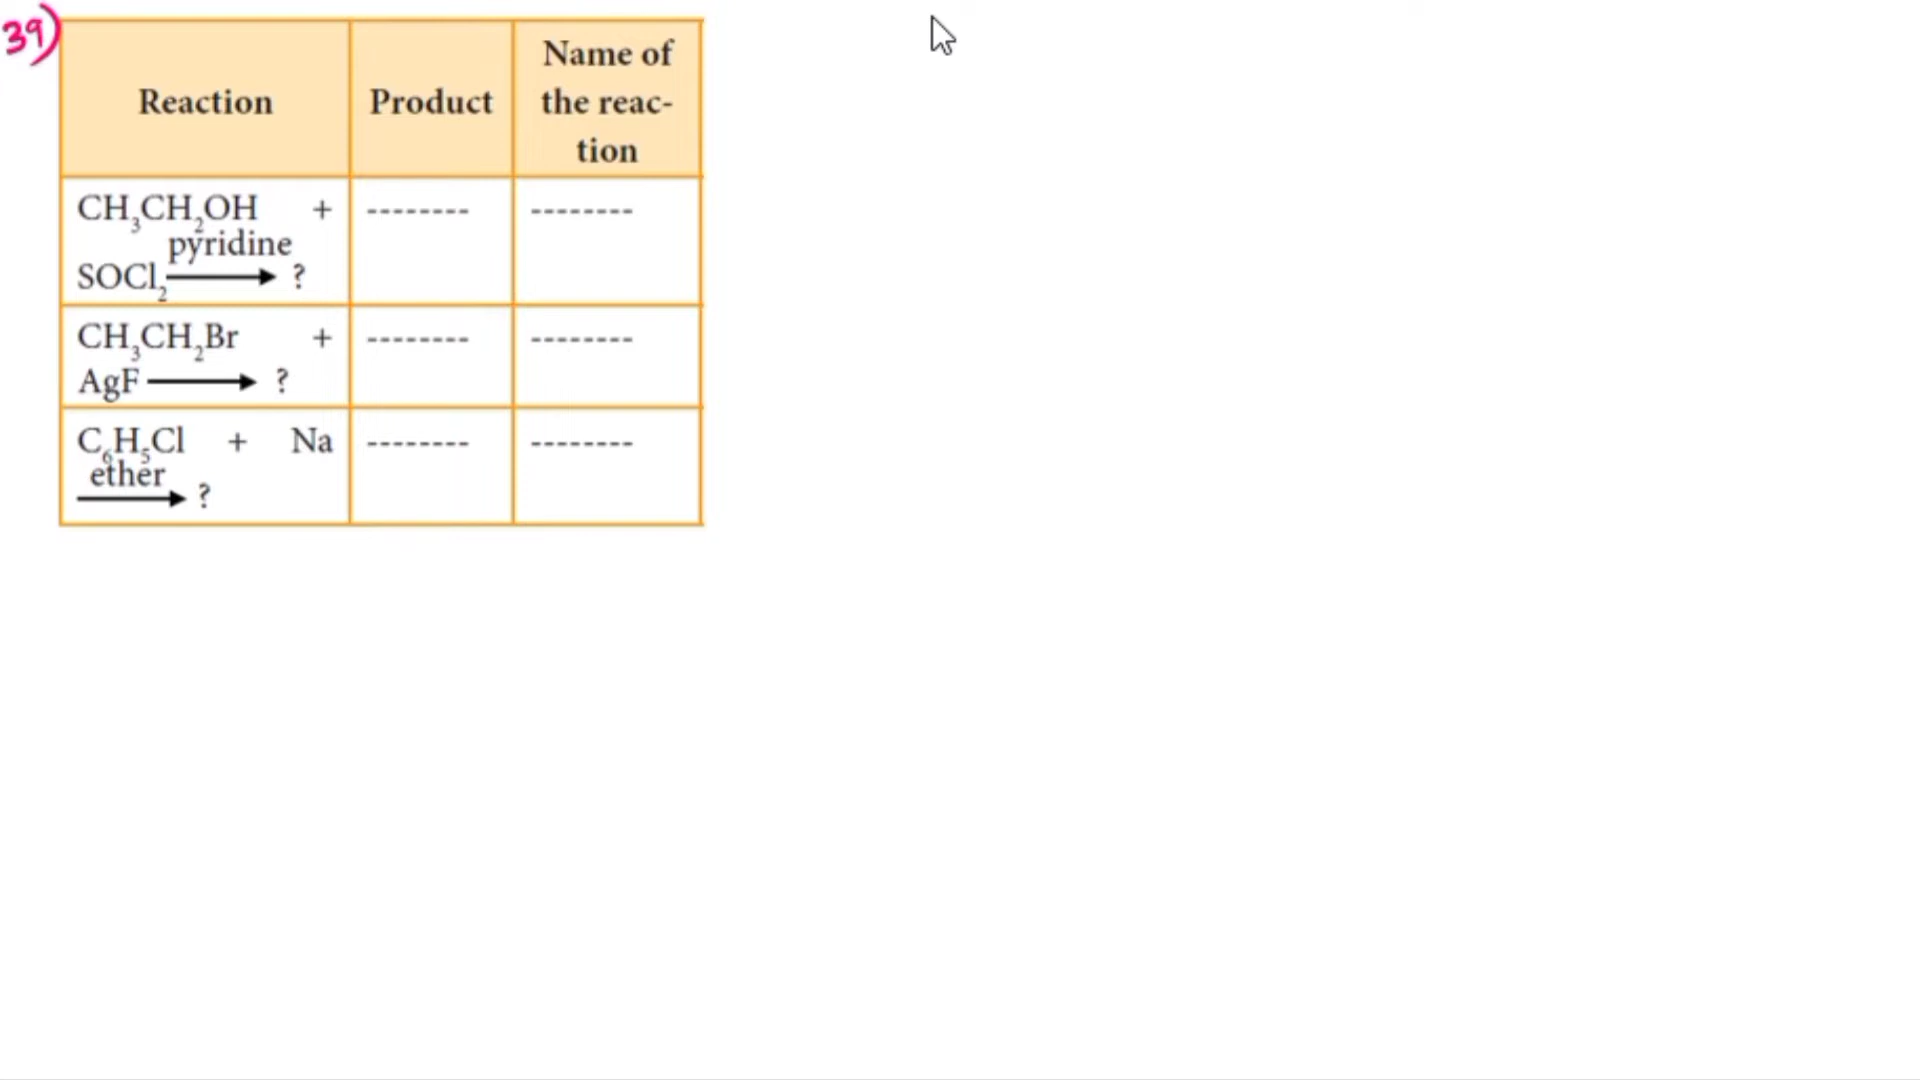 39)
Reaction
Product
Name of
the reac-
tion
CH₃CH₂OH +
pyridine
SOCl₂ ⟶ ?
--------
--------
CH₃CH₂Br +
AgF ⟶ ?
--------
--------
C₆H₅Cl + Na
ether
⟶ ?
--------
--------